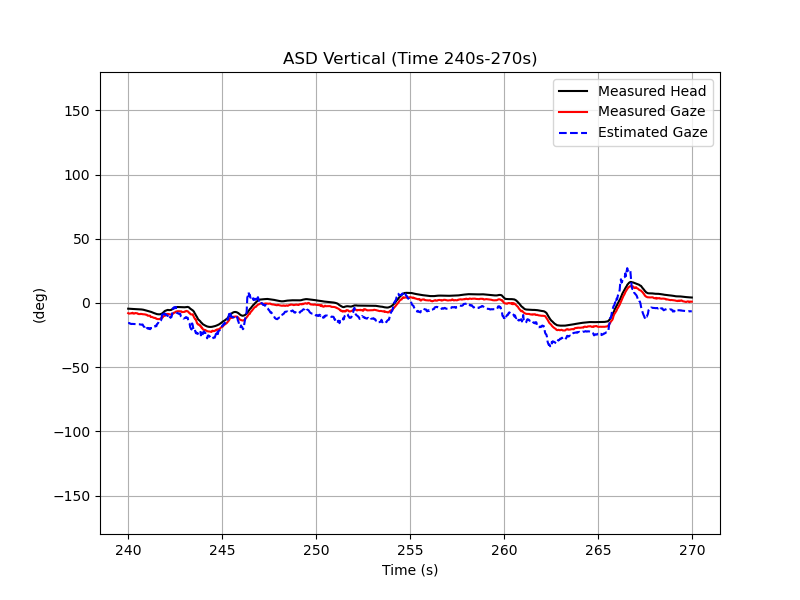 ASD Vertical (Time 240s-270s)
Measured Head
Measured Gaze
Estimated Gaze
150
100
50
0
−50
−100
−150
(deg)
240 245 250 255 260 265 270
Time (s)